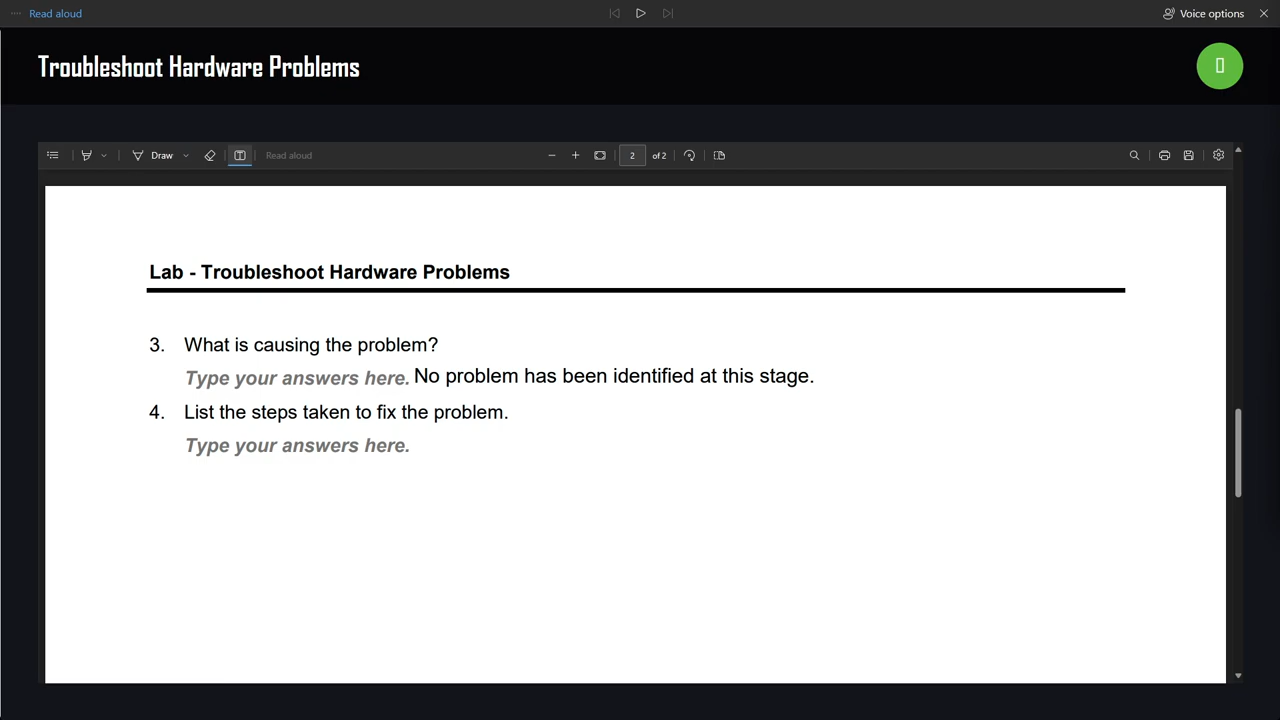 Read aloud
Voice options
Troubleshoot Hardware Problems
Draw
Read aloud
2 of 2
Lab - Troubleshoot Hardware Problems
3. What is causing the problem?
Type your answers here. No problem has been identified at this stage.
4. List the steps taken to fix the problem.
Type your answers here.